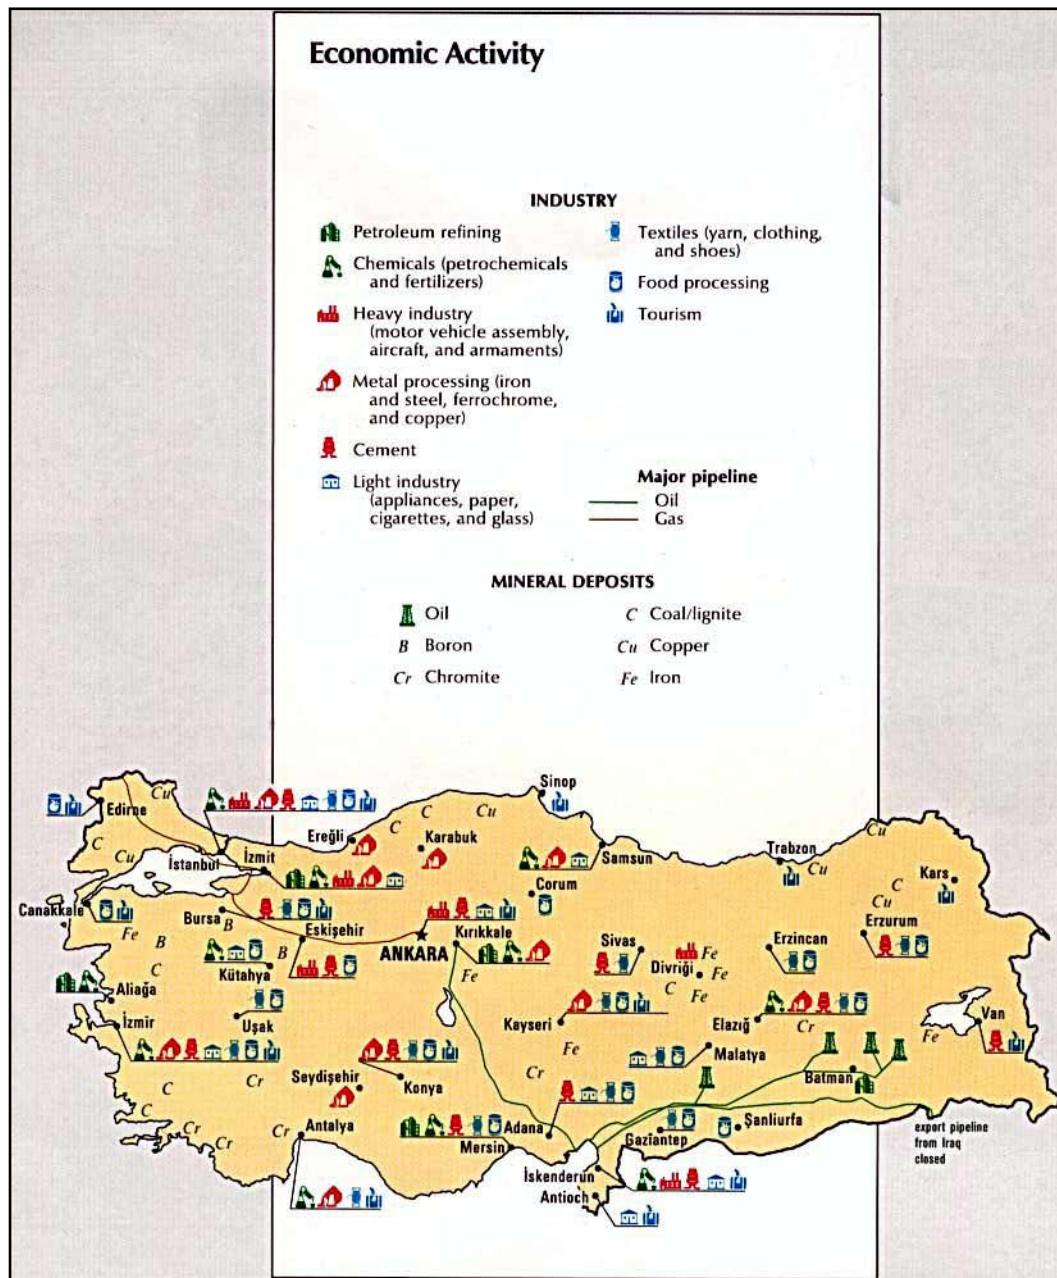 Economic Activity
INDUSTRY
Petroleum refining
Chemicals (petrochemicals
and fertilizers)
Heavy industry
(motor vehicle assembly,
aircraft, and armaments)
Metal processing (iron
and steel, ferrochrome,
and copper)
Cement
Light industry
(appliances, paper,
cigarettes, and glass)
Textiles (yarn, clothing,
and shoes)
Food processing
Tourism
Major pipeline
Oil
Gas
MINERAL DEPOSITS
Oil
B Boron
Cr Chromite
C Coal/lignite
Cu Copper
Fe Iron
Sinop
Cu
Edirne
C
Cu
Ereğli
C
C
Cu
Karabuk
İstanbul
İzmit
Samsun
Trabzon
Cu
Cu
Kars
C
Cu
Corum
Canakkale
Fe
Bursa
B
B
Eskişehir
B
ANKARA
Kırıkkale
Fe
Sivas
Divriği
Fe
Fe
Fe
C
Erzincan
Erzurum
C
Kütahya
Aliağa
Uşak
İzmir
Kayseri
Fe
Elazığ
Cr
Malatya
Van
Fe
C
C
Cr
Seydişehir
Konya
Cr
Batman
Cr
Cr
Cr
Antalya
Mersin
Adana
Gaziantep
Şanliurfa
export pipeline
from Iraq
closed
İskenderun
Antioch